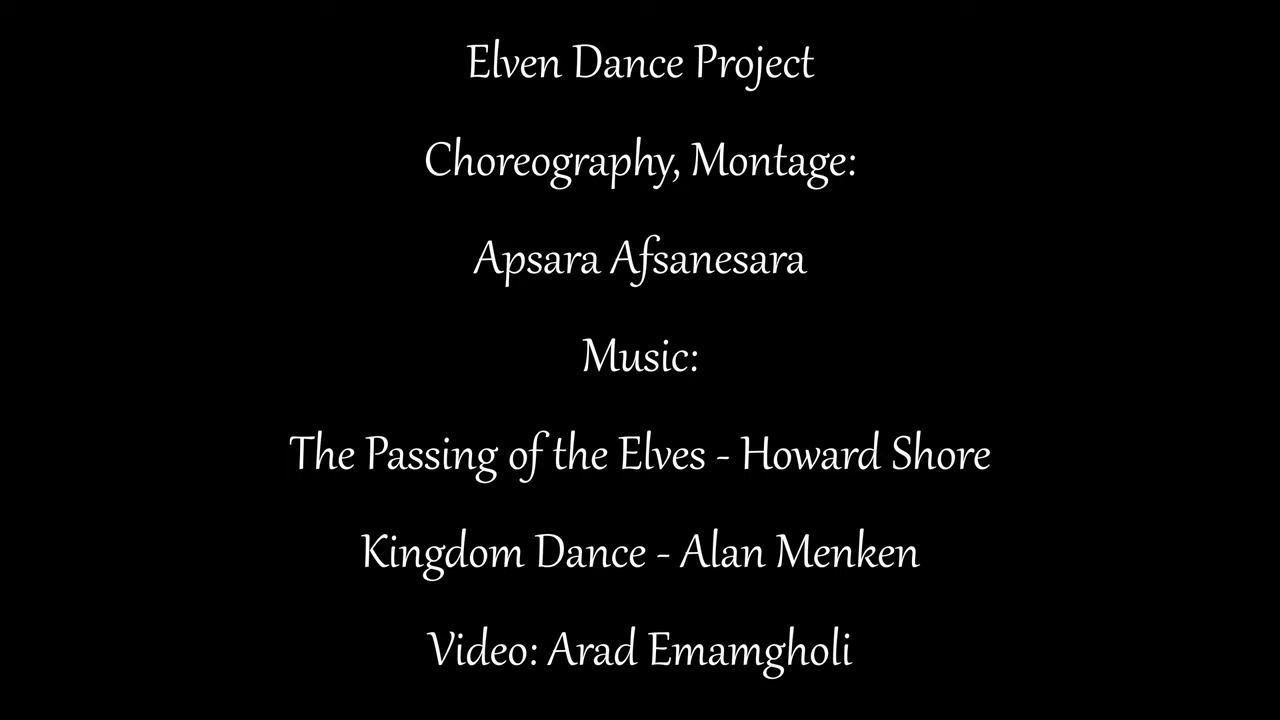 Elven Dance Project
Choreography, Montage:
Apsara Afsanesara
Music:
The Passing of the Elves - Howard Shore
Kingdom Dance - Alan Menken
Video: Arad Emamgholi